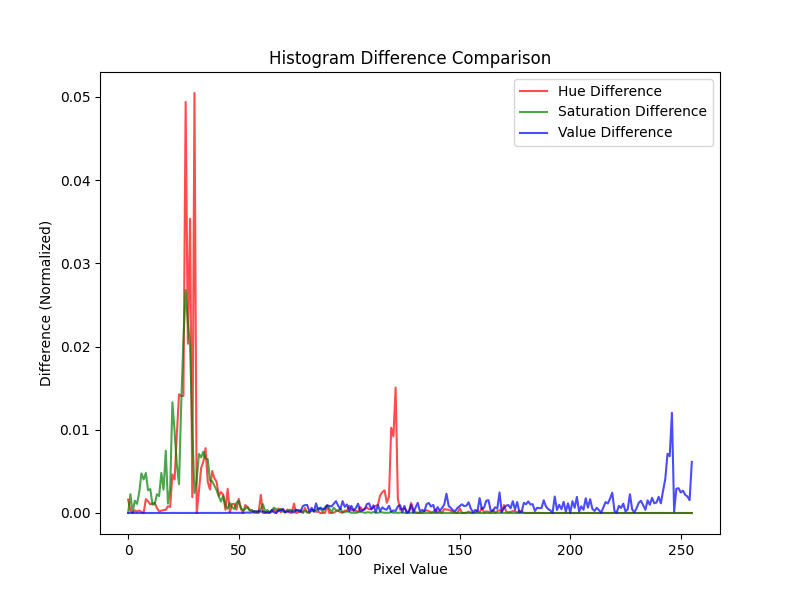 Histogram Difference Comparison
Hue Difference
Saturation Difference
Value Difference
0.05
0.04
0.03
0.02
0.01
0.00
Difference (Normalized)
0 50 100 150 200 250
Pixel Value